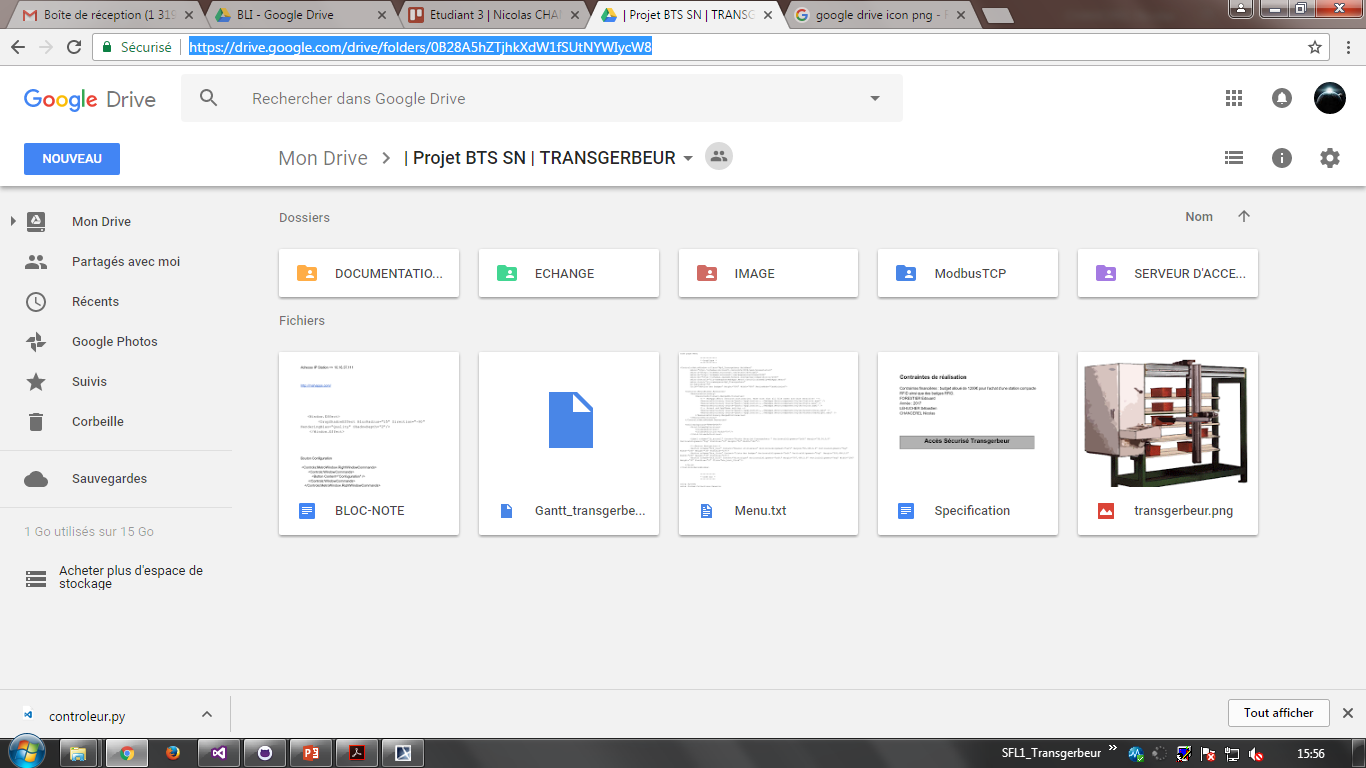 Boîte de réception (1 319
BLI - Google Drive
Etudiant 3 | Nicolas CHA
| Projet BTS SN | TRANSG
google drive icon png - R
Sécurisé
https://drive.google.com/drive/folders/0B28A5hZTjhkXdW1fSUtNYWIycW8
Google Drive
Rechercher dans Google Drive
NOUVEAU
Mon Drive
| Projet BTS SN | TRANSGERBEUR
Mon Drive
Partagés avec moi
Récents
Google Photos
Suivis
Corbeille
Sauvegardes
1 Go utilisés sur 15 Go
Acheter plus d'espace de
stockage
Dossiers
Nom
DOCUMENTATIO...
ECHANGE
IMAGE
ModbusTCP
SERVEUR D'ACCE...
Fichiers
Contraintes de réalisation
Accès Sécurisé Transgerbeur
BLOC-NOTE
Gantt_transgerbe...
Menu.txt
Specification
transgerbeur.png
controleur.py
Tout afficher
SFL1_Transgerbeur
15:56